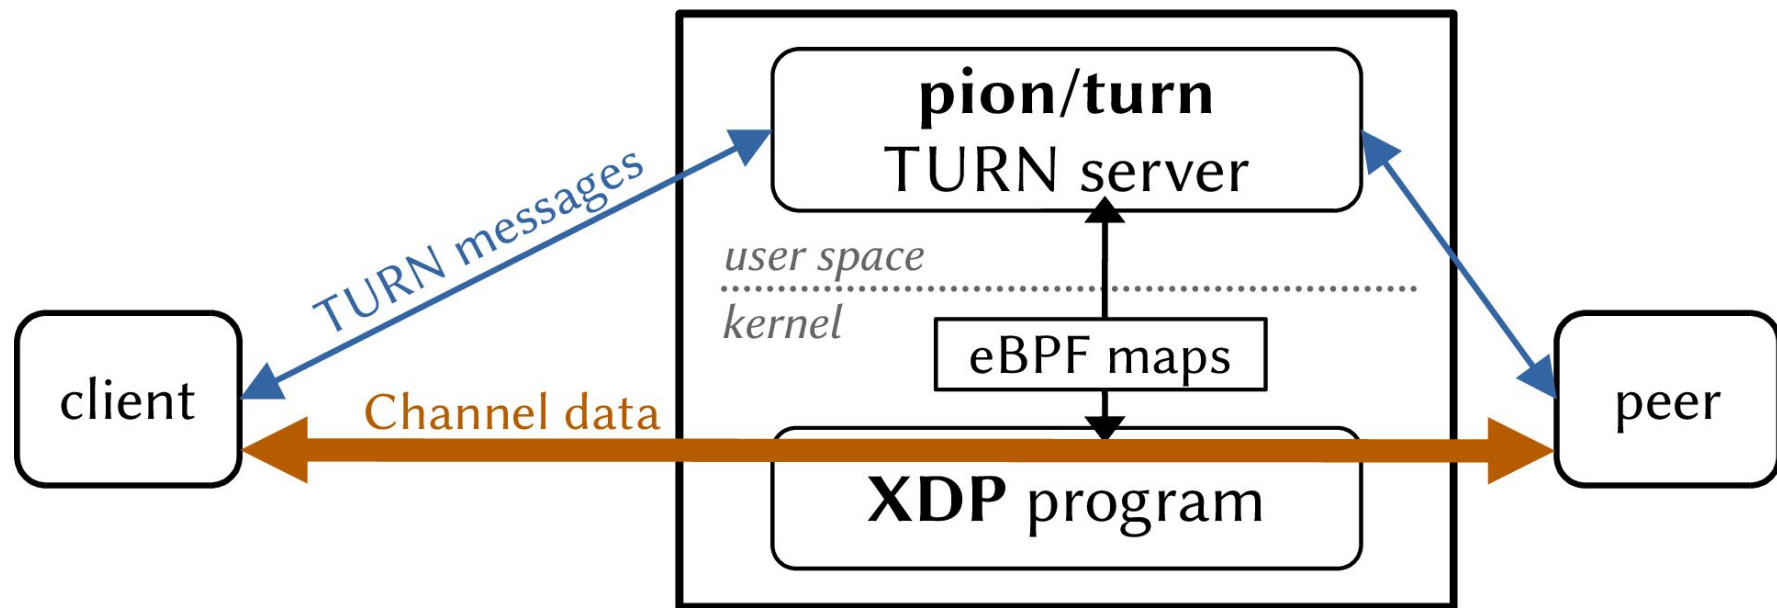 pion/turn
TURN server
TURN messages
user space
kernel
eBPF maps
client
Channel data
peer
XDP program